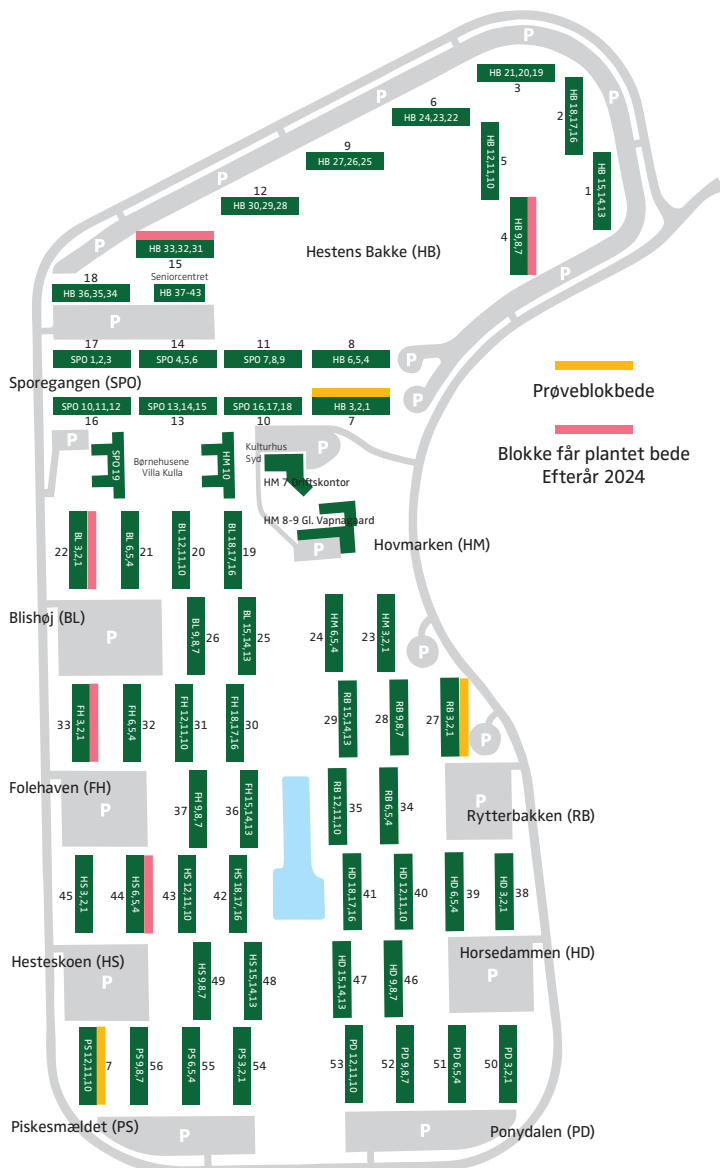 P
HB 21,20,19
3
HB 18,17,16
2
6
HB 24,23,22
P
P
HB 12,11,10
5
HB 15,14,13
1
9
HB 27,26,25
P
12
HB 30,29,28
HB 9,8,7
4
P
HB 33,32,31
15
Hestens Bakke (HB)
Seniorcentret
18
HB 36,35,34
HB 37-43
P
P
17
SPO 1,2,3
14
SPO 4,5,6
11
SPO 7,8,9
8
HB 6,5,4
P
Sporegangen (SPO)
P
Prøveblokbede
SPO 10,11,12
16
SPO 13,14,15
13
SPO 16,17,18
10
HB 3,2,1
7
Blokke får plantet bede
Efterår 2024
P
SPO19
Børnehusene
Villa Kulla
HM 10
Kulturhus
Syd
P
HM 7 Driftskontor
HM 8-9 Gl. Vapnagaard
P
Hovmarken (HM)
22
BL 3,2,1
BL 6,5,4
21
BL 12,11,10
20
BL 18,17,16
19
Blishøj (BL)
P
BL 9,8,7
26
BL 15,14,13
25
24
HM 6,5,4
23
HM 3,2,1
P
33
FH 3,2,1
FH 6,5,4
32
FH 12,11,10
31
FH 18,17,16
30
29
RB 15,14,13
28
RB 9,8,7
27
RB 3,2,1
P
Folehaven (FH)
P
37
FH 9,8,7
36
FH 15,14,13
RB 12,11,10
35
RB 6,5,4
34
P
Rytterbakken (RB)
45
HS 3,2,1
44
HS 6,5,4
43
HS 12,11,10
42
HS 18,17,16
HD 18,17,16
41
HD 12,11,10
40
HD 6,5,4
39
HD 3,2,1
38
Hesteskoen (HS)
P
HS 9,8,7
49
HS 15,14,13
48
HD 15,14,13
47
HD 9,8,7
46
P
Horsedammen (HD)
PS 12,11,10
7
PS 9,8,7
56
PS 6,5,4
55
PS 3,2,1
54
53
PD 12,11,10
52
PD 9,8,7
51
PD 6,5,4
50
PD 3,2,1
Piskesmældet (PS)
P
P
Ponydalen (PD)